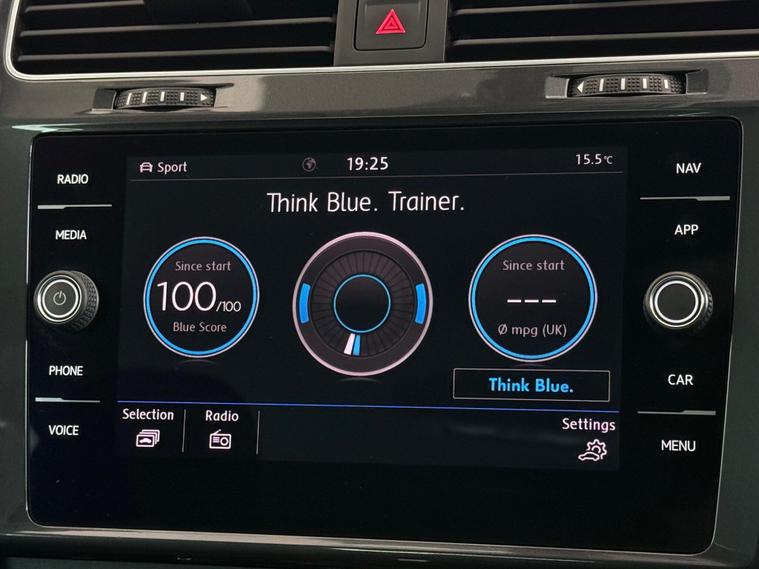 RADIO
MEDIA
PHONE
VOICE
Sport
19:25
15.5°C
Think Blue. Trainer.
Since start
100/100
Blue Score
Since start
---
Ø mpg (UK)
Think Blue.
Selection
Radio
Settings
NAV
APP
CAR
MENU